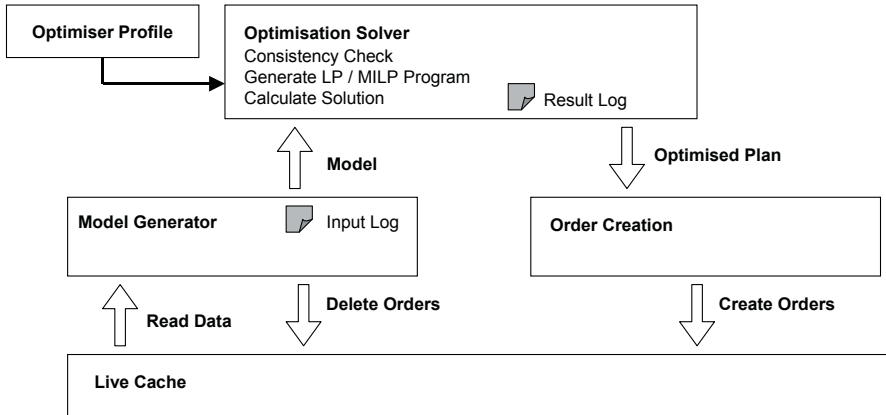 Optimiser Profile
Optimisation Solver
Consistency Check
Generate LP / MILP Program
Calculate Solution
Result Log
Model
Optimised Plan
Model Generator
Input Log
Order Creation
Read Data
Delete Orders
Create Orders
Live Cache